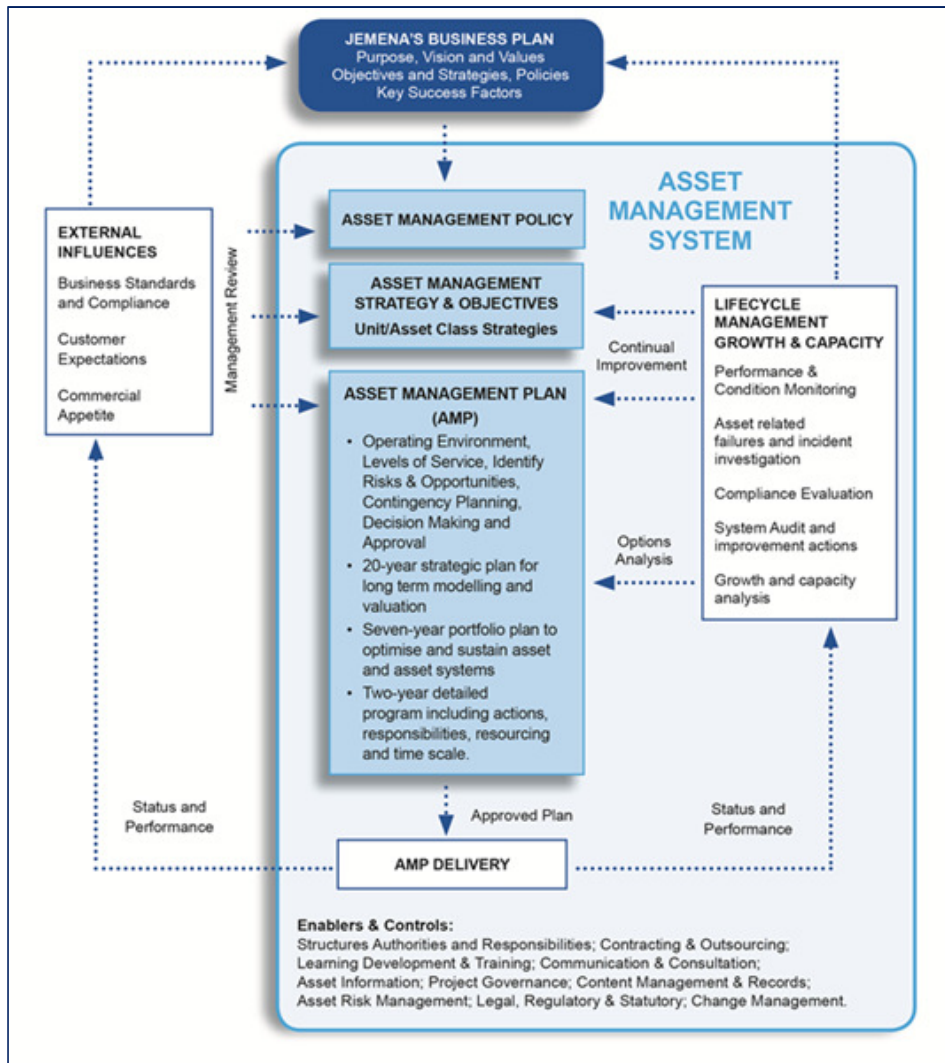 JEMENA'S BUSINESS PLAN
Purpose, Vision and Values
Objectives and Strategies, Policies
Key Success Factors
ASSET
MANAGEMENT
SYSTEM
EXTERNAL
INFLUENCES
Business Standards
and Compliance
Customer
Expectations
Commercial
Appetite
Management Review
ASSET MANAGEMENT POLICY
ASSET MANAGEMENT
STRATEGY & OBJECTIVES
Unit/Asset Class Strategies
ASSET MANAGEMENT PLAN
(AMP)
• Operating Environment,
Levels of Service, Identify
Risks & Opportunities,
Contingency Planning,
Decision Making and
Approval
• 20-year strategic plan for
long term modelling and
valuation
• Seven-year portfolio plan to
optimise and sustain asset
and asset systems
• Two-year detailed
program including actions,
responsibilities, resourcing
and time scale.
Continual
Improvement
Options
Analysis
LIFECYCLE
MANAGEMENT
GROWTH & CAPACITY
Performance &
Condition Monitoring
Asset related
failures and incident
investigation
Compliance Evaluation
System Audit and
improvement actions
Growth and capacity
analysis
Status and
Performance
Approved Plan
Status and
Performance
AMP DELIVERY
Enablers & Controls:
Structures Authorities and Responsibilities; Contracting & Outsourcing;
Learning Development & Training; Communication & Consultation;
Asset Information; Project Governance; Content Management & Records;
Asset Risk Management; Legal, Regulatory & Statutory; Change Management.